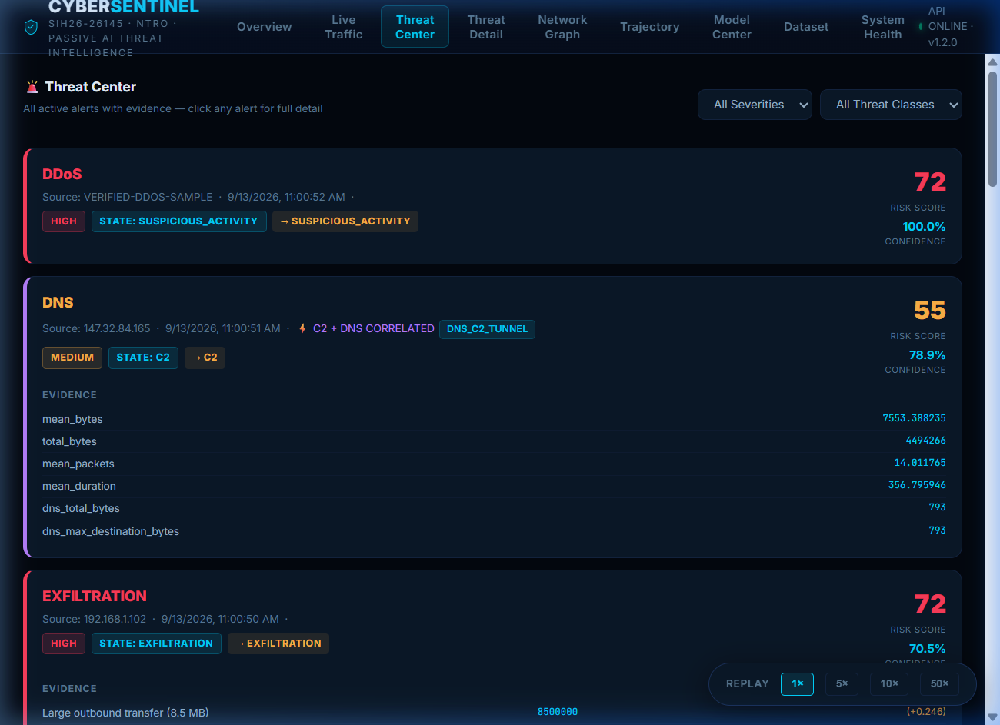 CYBERSENTINEL
SIH26-26145 · NTRO ·
PASSIVE AI THREAT
INTELLIGENCE
Overview
Live
Traffic
Threat
Center
Threat
Detail
Network
Graph
Trajectory
Model
Center
Dataset
System
Health
API
ONLINE ·
v1.2.0
Threat Center
All active alerts with evidence — click any alert for full detail
All Severities
All Threat Classes
DDoS
Source: VERIFIED-DDOS-SAMPLE · 9/13/2026, 11:00:52 AM ·
HIGH STATE: SUSPICIOUS_ACTIVITY → SUSPICIOUS_ACTIVITY
72
RISK SCORE
100.0%
CONFIDENCE
DNS
Source: 147.32.84.165 · 9/13/2026, 11:00:51 AM · C2 + DNS CORRELATED DNS_C2_TUNNEL
MEDIUM STATE: C2 → C2
55
RISK SCORE
78.9%
CONFIDENCE
EVIDENCE
mean_bytes 7553.388235
total_bytes 4494266
mean_packets 14.011765
mean_duration 356.795946
dns_total_bytes 793
dns_max_destination_bytes 793
EXFILTRATION
Source: 192.168.1.102 · 9/13/2026, 11:00:50 AM ·
HIGH STATE: EXFILTRATION → EXFILTRATION
72
RISK SCORE
70.5%
CONFIDENCE
EVIDENCE
Large outbound transfer (8.5 MB) 8500000 (+0.246)
REPLAY 1× 5× 10× 50×